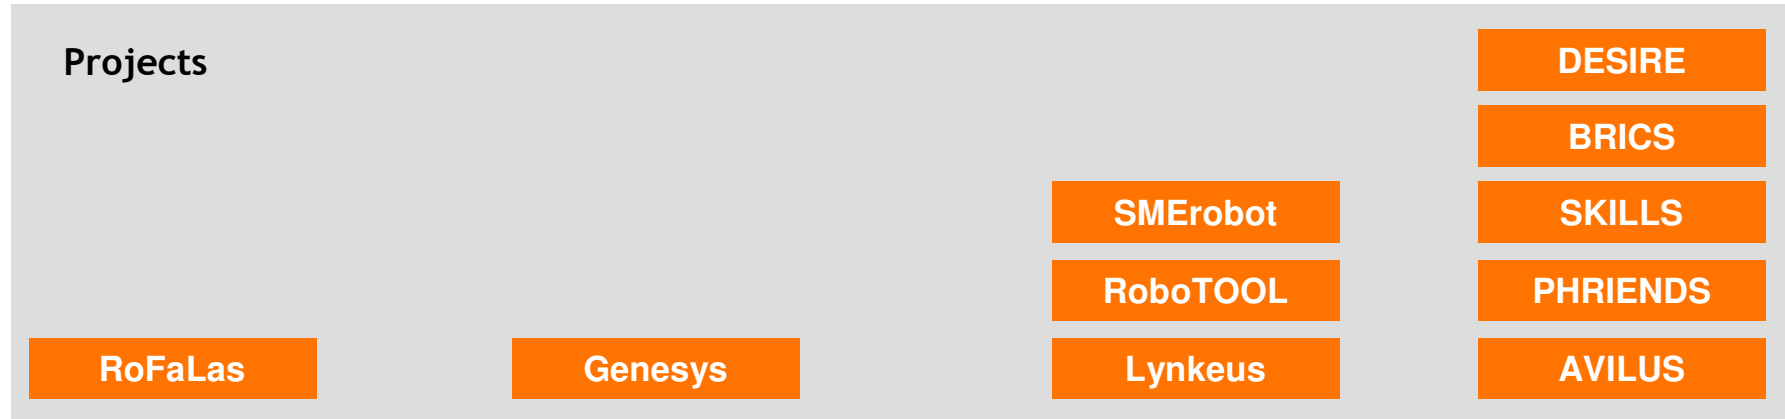 Projects
DESIRE
BRICS
SMErobot
SKILLS
RoboTOOL
PHRIENDS
RoFaLas
Genesys
Lynkeus
AVILUS